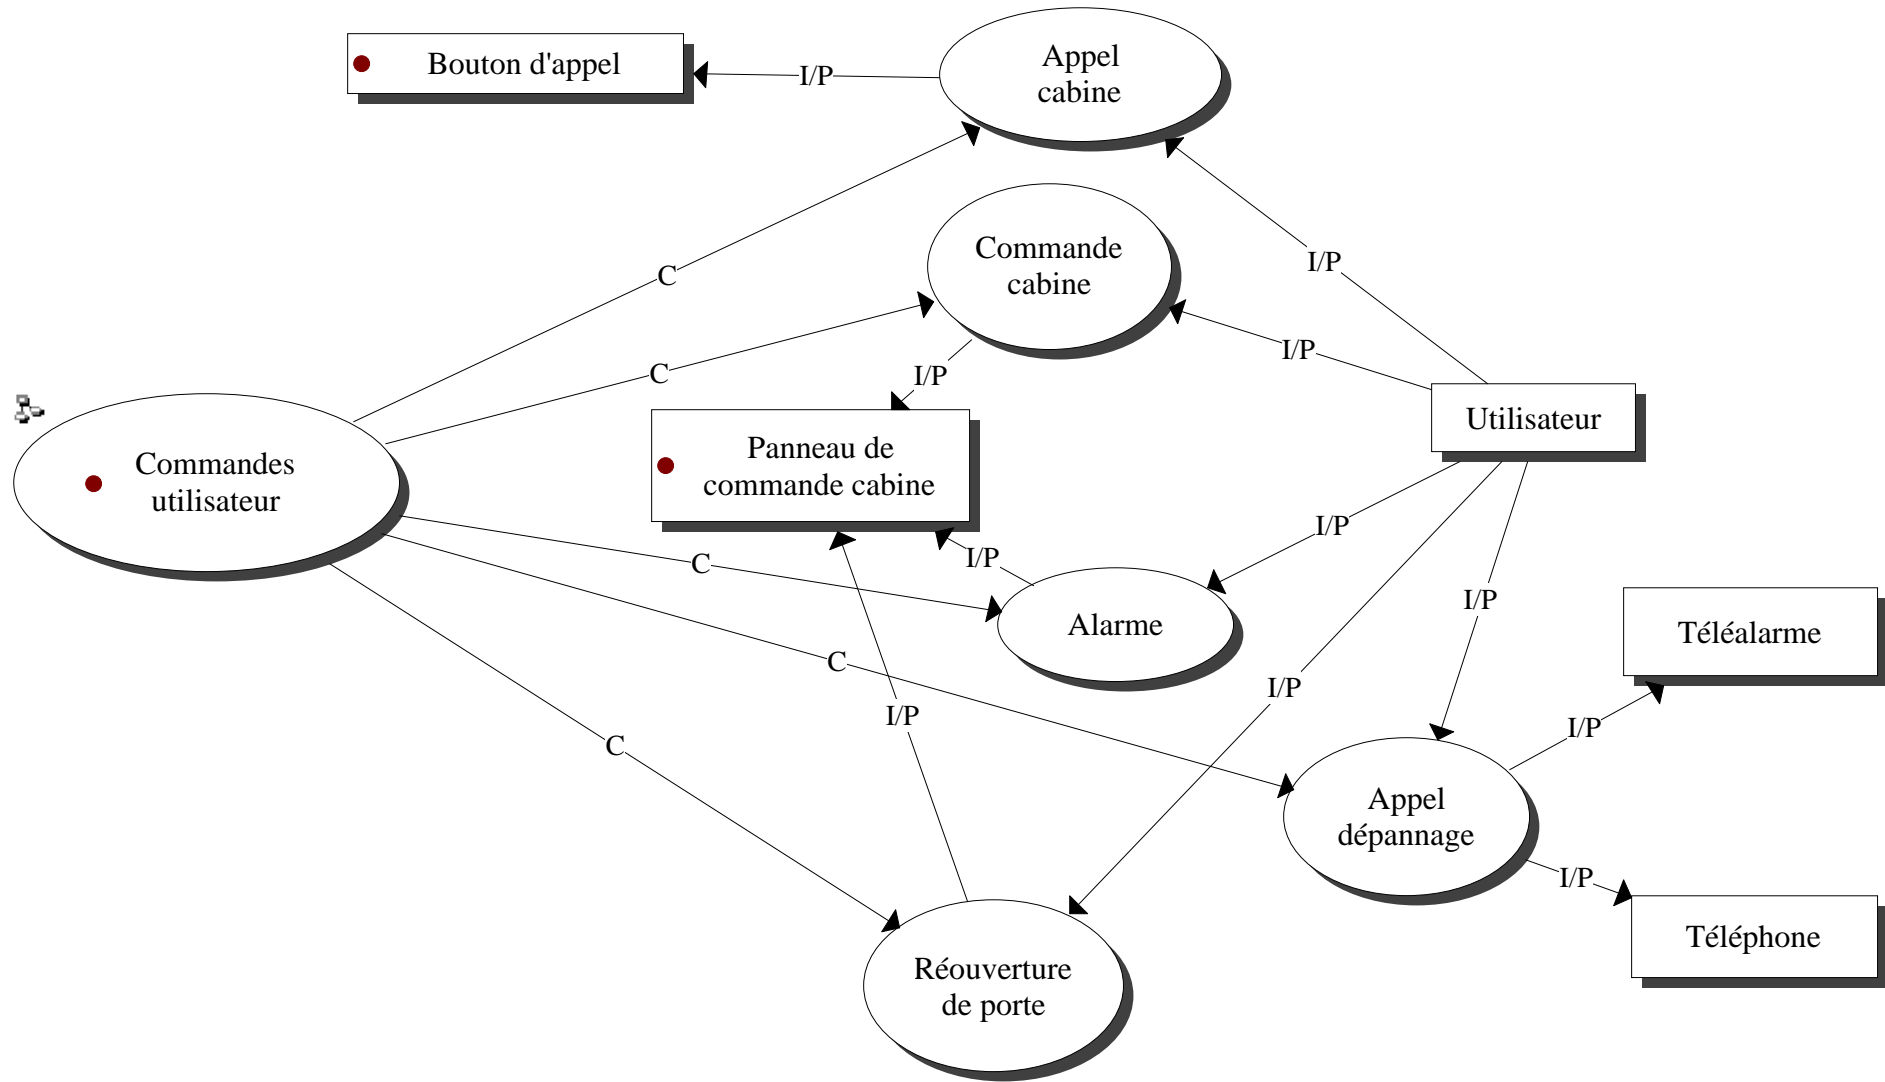 Bouton d'appel
I/P
Appel
cabine
C
Commande
cabine
I/P
C
I/P
I/P
Utilisateur
Commandes
utilisateur
Panneau de
commande cabine
I/P
C
I/P
Alarme
I/P
Téléalarme
C
I/P
I/P
I/P
C
Appel
dépannage
I/P
I/P
Téléphone
Réouverture
de porte